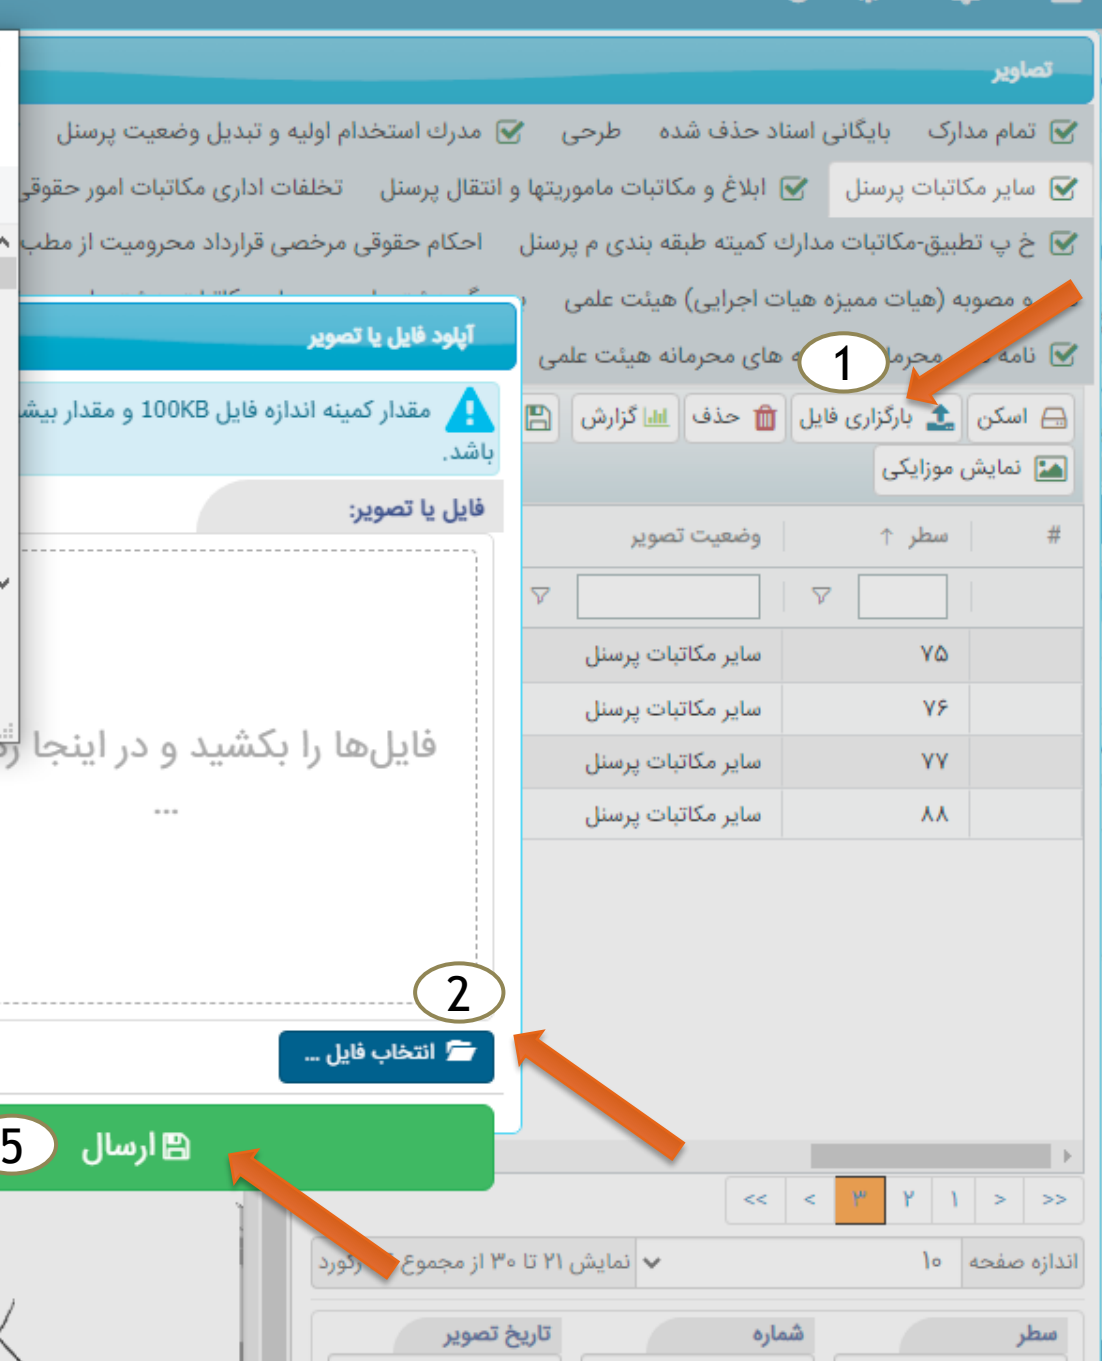 تصاویر
تمام مدارک بایگانی اسناد حذف شده طرحی مدرك استخدام اولیه و تبدیل وضعیت پرسنل
سایر مکاتبات پرسنل ابلاغ و مکاتبات ماموریتها و انتقال پرسنل تخلفات اداری مکاتبات امور حقوقی
خ پ تطبیق-مکاتبات مدارك کمیته طبقه بندی م پرسنل احکام حقوقی مرخصی قرارداد محرومیت از مطب
و مصوبه (هیات ممیزه هیات اجرایی) هیئت علمی
نامه محرمانه های محرمانه هیئت علمی
1
اسکن بارگزاری فایل حذف گزارش
نمایش موزایکی
# سطر ↑ وضعیت تصویر
۷۵ سایر مکاتبات پرسنل
۷۶ سایر مکاتبات پرسنل
۷۷ سایر مکاتبات پرسنل
۸۸ سایر مکاتبات پرسنل
آپلود فایل یا تصویر
مقدار کمینه اندازه فایل 100KB و مقدار
باشد.
فایل یا تصویر:
فایل‌ها را بکشید و در اینجا
...
2
انتخاب فایل ...
ارسال
5
<< < ۱ ۲ ۳ > >>
اندازه صفحه ۱۰ نمایش ۲۱ تا ۳۰ از مجموع رکورد
سطر شماره تاریخ تصویر